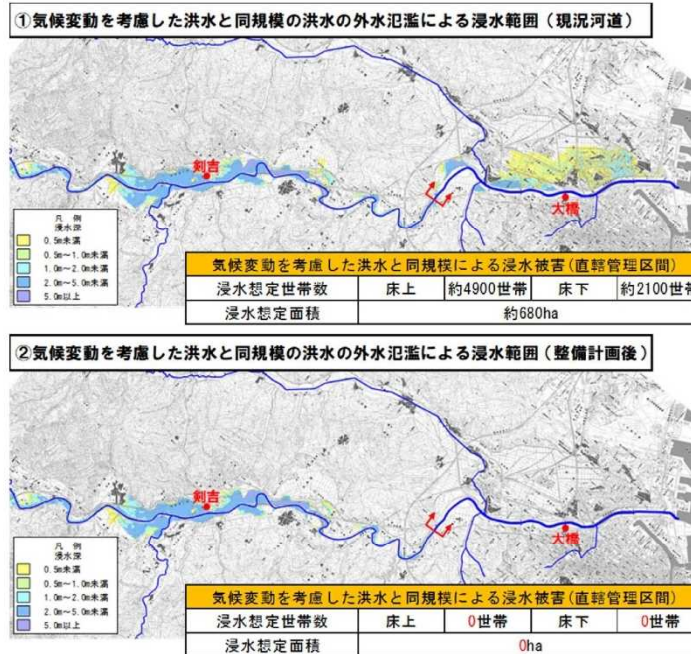 ①気候変動を考慮した洪水と同規模の洪水の外水氾濫による浸水範囲（現況河道）
剣吉
大橋
凡　例
浸水深
0.5m未満
0.5m～1.0m未満
1.0m～2.0m未満
2.0m～5.0m未満
5.0m以上
気候変動を考慮した洪水と同規模による浸水被害(直轄管理区間)
浸水想定世帯数 床上 約4900世帯 床下 約2100世帯
浸水想定面積 約680ha
②気候変動を考慮した洪水と同規模の洪水の外水氾濫による浸水範囲（整備計画後）
剣吉
大橋
凡　例
浸水深
0.5m未満
0.5m～1.0m未満
1.0m～2.0m未満
2.0m～5.0m未満
5.0m以上
気候変動を考慮した洪水と同規模による浸水被害(直轄管理区間)
浸水想定世帯数 床上 0世帯 床下 0世帯
浸水想定面積 0ha